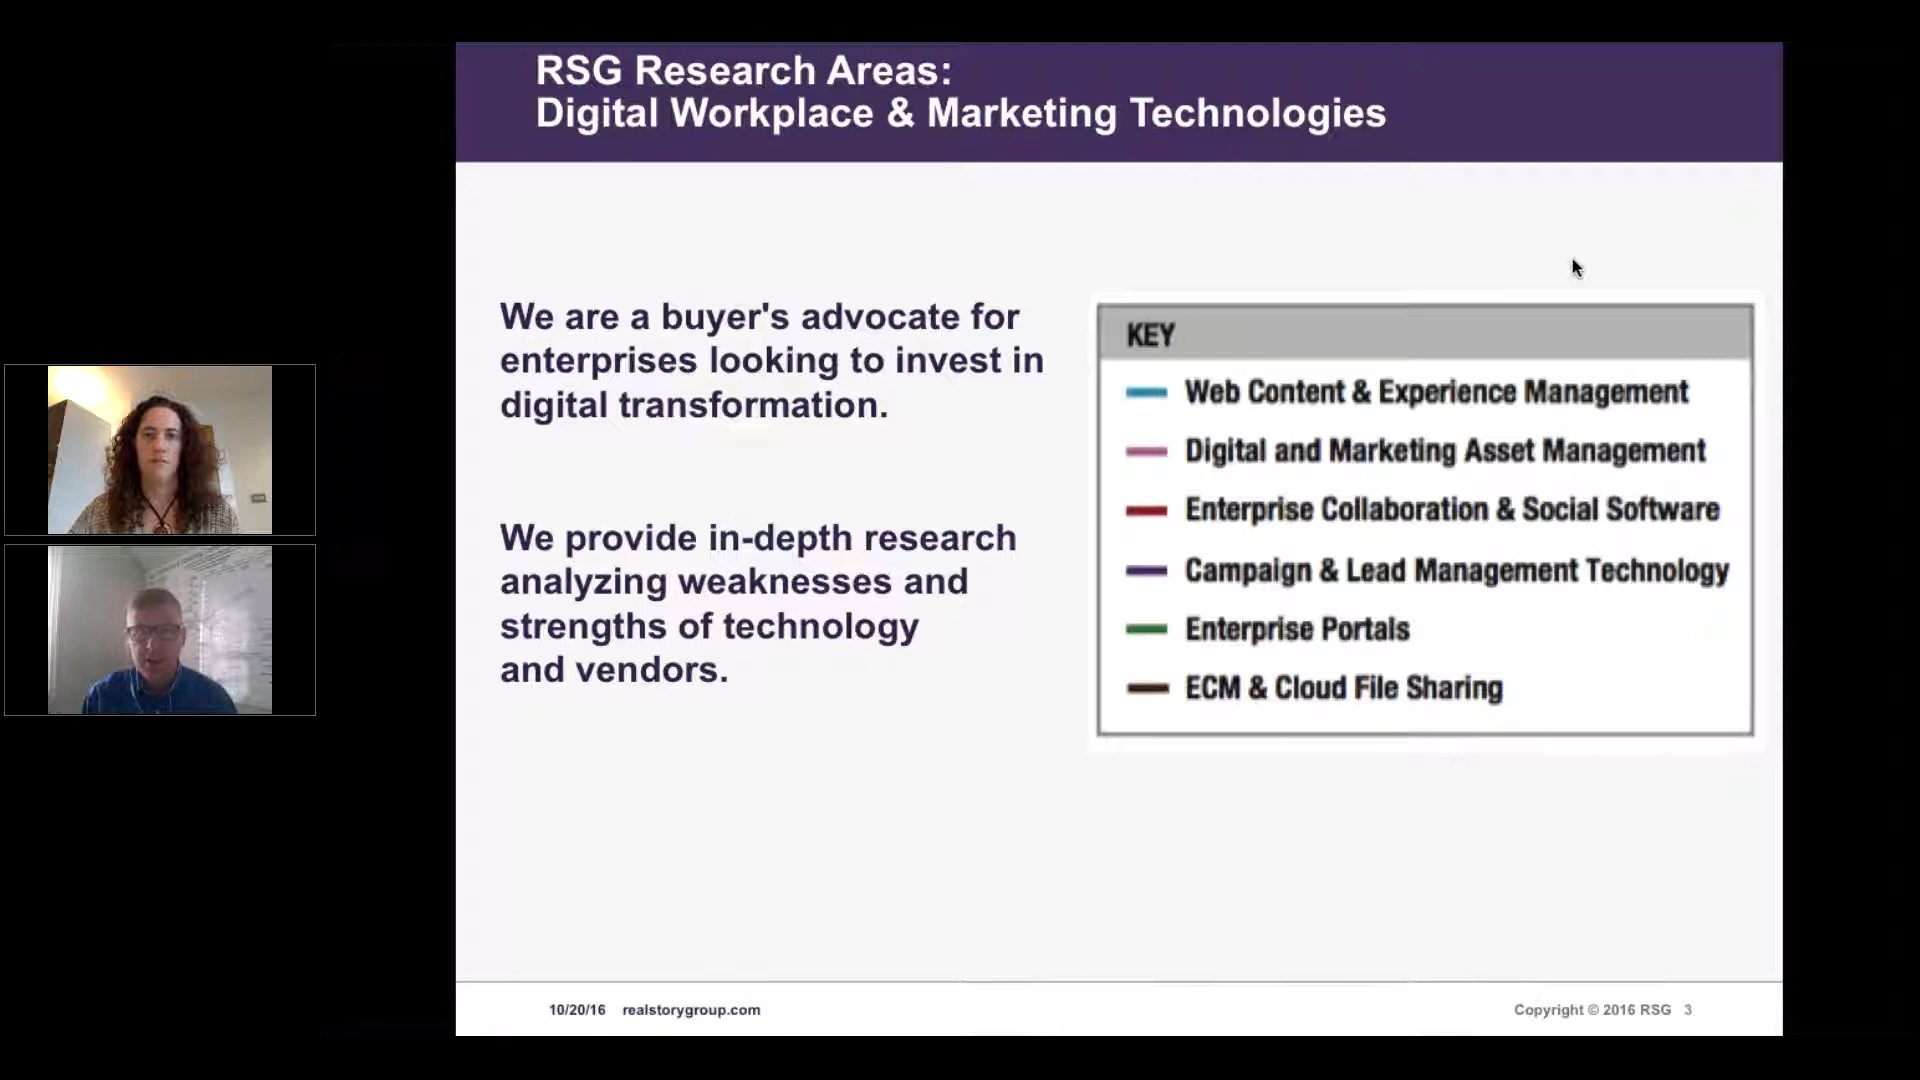 RSG Research Areas:
Digital Workplace & Marketing Technologies
We are a buyer's advocate for
enterprises looking to invest in
digital transformation.
We provide in-depth research
analyzing weaknesses and
strengths of technology
and vendors.
KEY
Web Content & Experience Management
Digital and Marketing Asset Management
Enterprise Collaboration & Social Software
Campaign & Lead Management Technology
Enterprise Portals
ECM & Cloud File Sharing
10/20/16 realstorygroup.com
Copyright © 2016 RSG 3